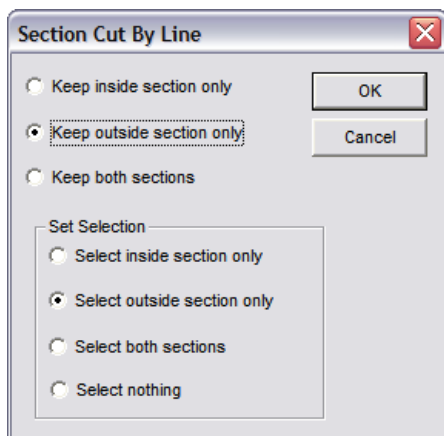 Section Cut By Line
Keep inside section only
OK
Keep outside section only
Cancel
Keep both sections
Set Selection
Select inside section only
Select outside section only
Select both sections
Select nothing